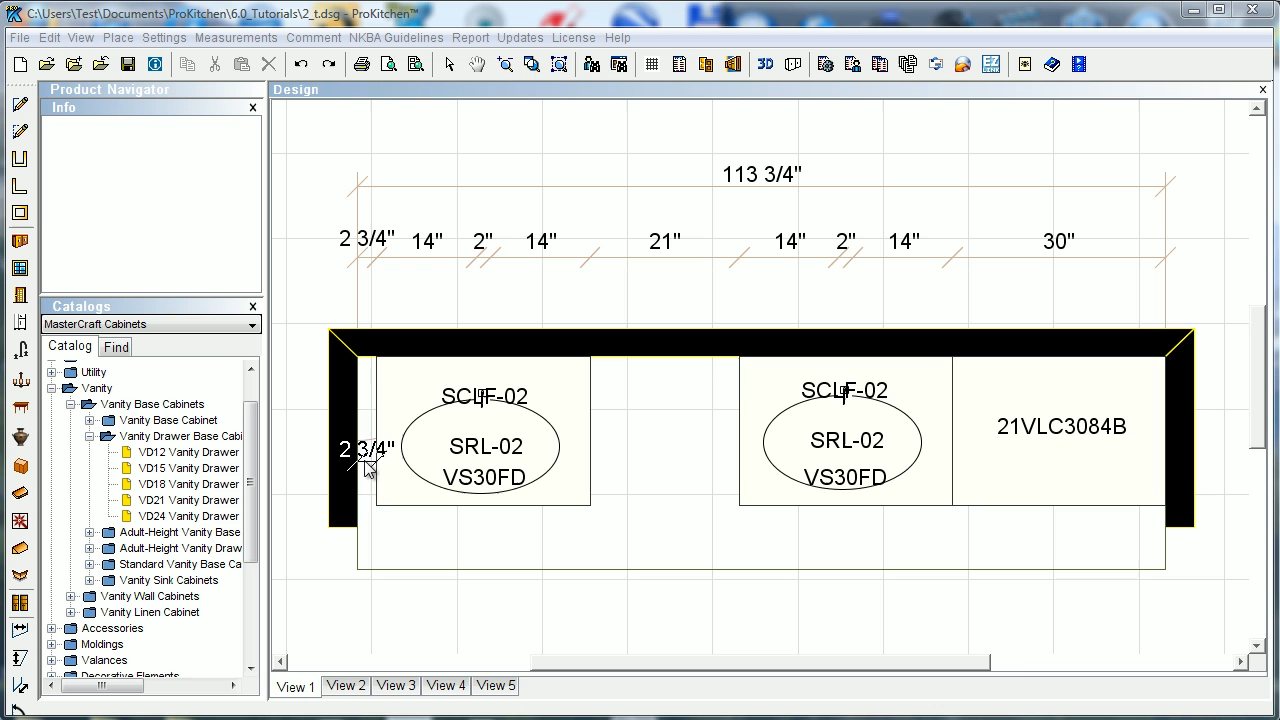 C:\Users\Test\Documents\ProKitchen\6.0_Tutorials\2_t.dsg - ProKitchen™
File Edit View Place Settings Measurements Comment NKBA Guidelines Report Updates License Help
3D
EZ
Product Navigator
Info
Catalogs
MasterCraft Cabinets
Catalog Find
Utility
Vanity
Vanity Base Cabinets
Vanity Base Cabinet
Vanity Drawer Base Cabi
VD12 Vanity Drawer
VD15 Vanity Drawer
VD18 Vanity Drawer
VD21 Vanity Drawer
VD24 Vanity Drawer
Adult-Height Vanity Base
Adult-Height Vanity Draw
Standard Vanity Base Ca
Vanity Sink Cabinets
Vanity Wall Cabinets
Vanity Linen Cabinet
Accessories
Moldings
Valances
Decorative Elements
Design
113 3/4"
2 3/4" 14" 2" 14" 21" 14" 2" 14" 30"
SCLF-02
SRL-02
VS30FD
2 3/4"
SCLF-02
SRL-02
VS30FD
21VLC3084B
View 1 View 2 View 3 View 4 View 5